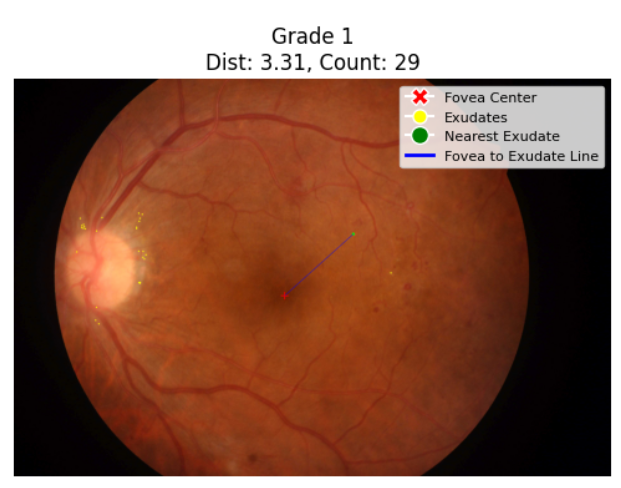 Grade 1
Dist: 3.31, Count: 29
Fovea Center
Exudates
Nearest Exudate
Fovea to Exudate Line